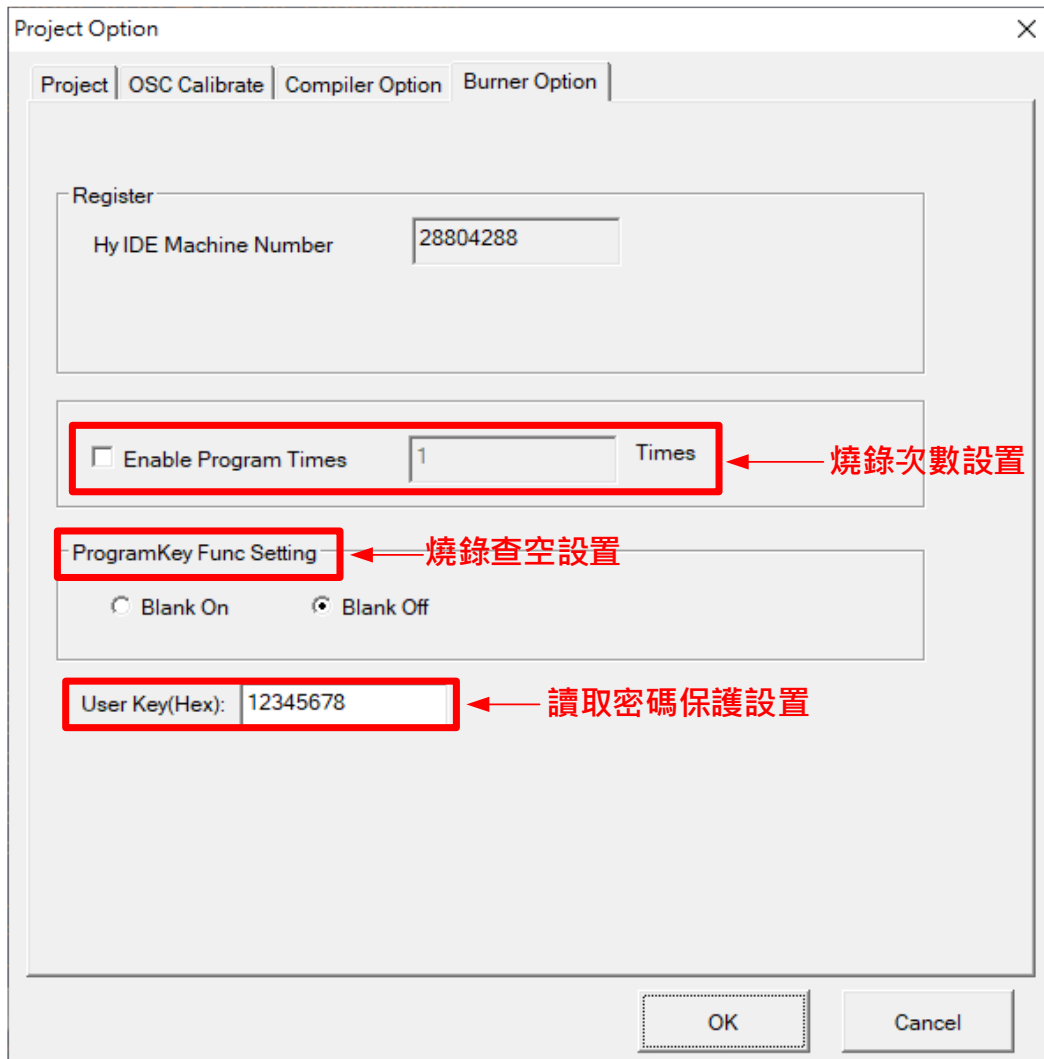 Project Option
Project OSC Calibrate Compiler Option Burner Option
Register
Hy IDE Machine Number 28804288
Enable Program Times 1 Times 燒錄次數設置
ProgramKey Func Setting 燒錄查空設置
Blank On Blank Off
User Key(Hex): 12345678 讀取密碼保護設置
OK Cancel